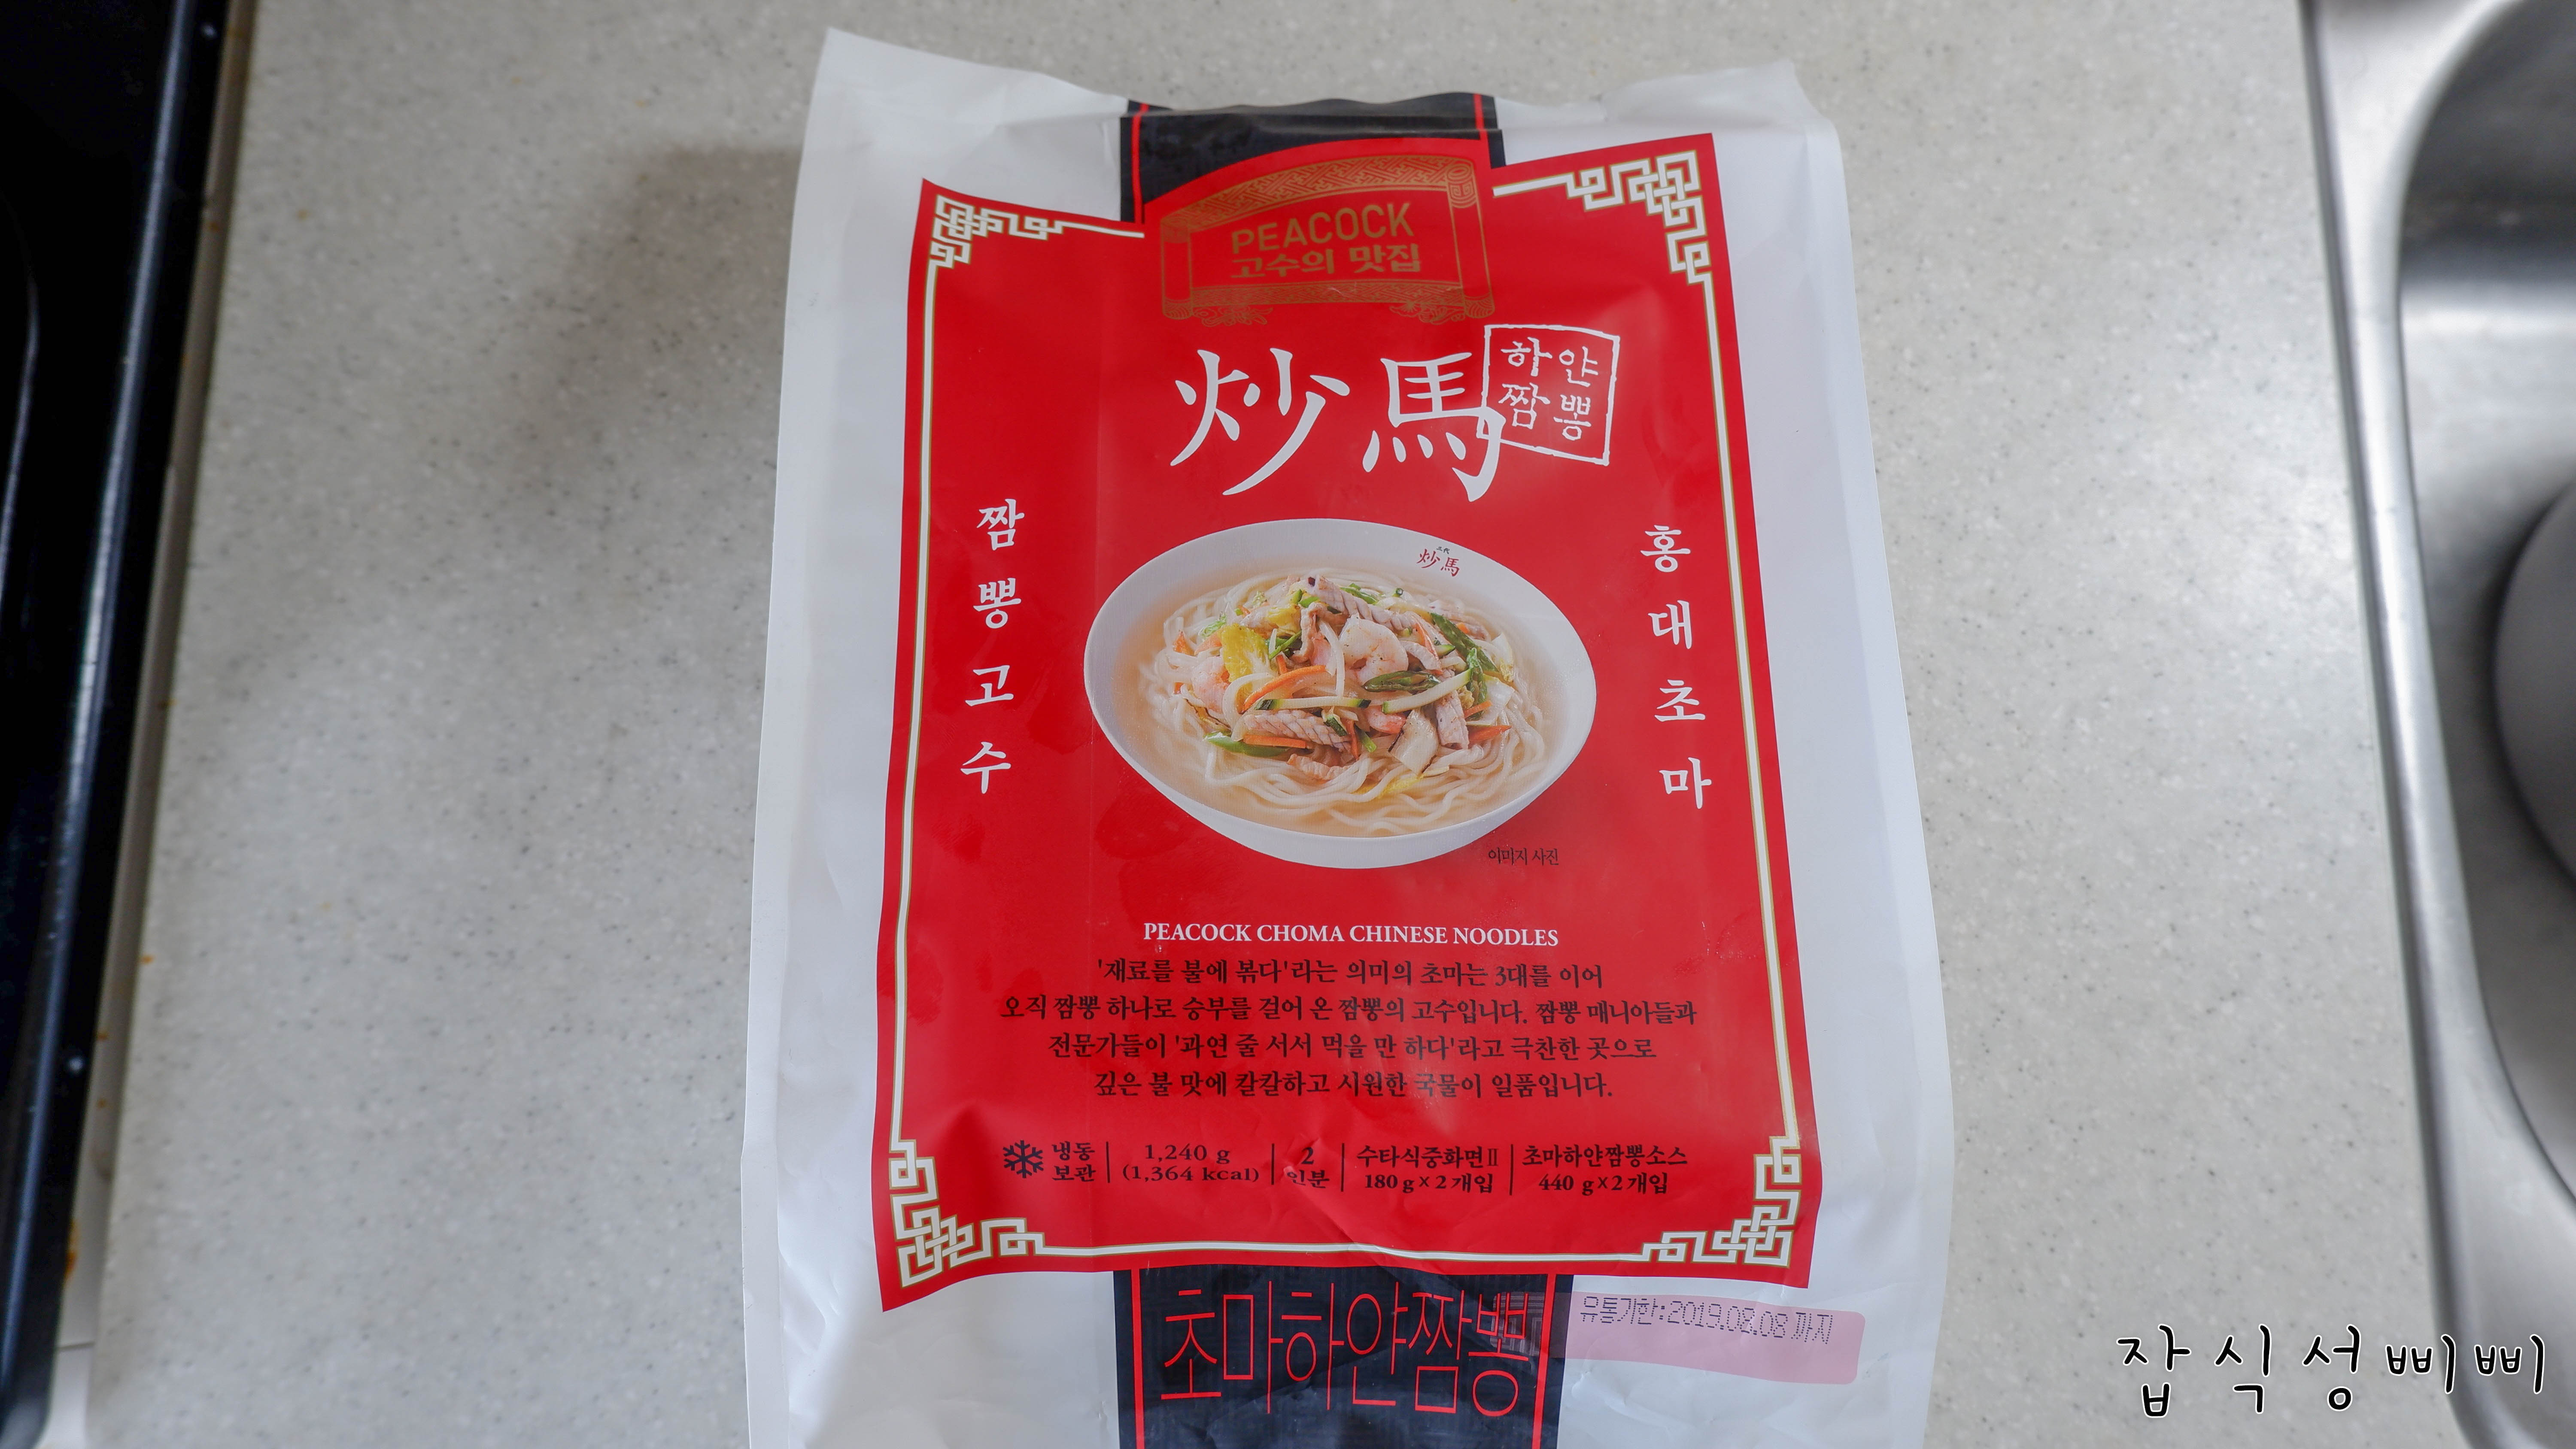 PEACOCK
고수의 맛집
炒馬
하얀
짬뽕
짬뽕고수
홍대초마
三代
炒馬
이미지 사진
PEACOCK CHOMA CHINESE NOODLES
'재료를 불에 볶다'라는 의미의 초마는 3대를 이어
오직 짬뽕 하나로 승부를 걸어 온 짬뽕의 고수입니다. 짬뽕 매니아들과
전문가들이 '과연 줄 서서 먹을 만 하다'라고 극찬한 곳으로
깊은 불 맛에 칼칼하고 시원한 국물이 일품입니다.
냉동 보관 | 1,240 g (1,364 kcal) | 2 인분 | 수타식중화면Ⅱ 180 g×2개입 | 초마하얀짬뽕소스 440 g×2개입
초마하얀짬뽕
유통기한:2019.08.08 까지
잡식성삐삐